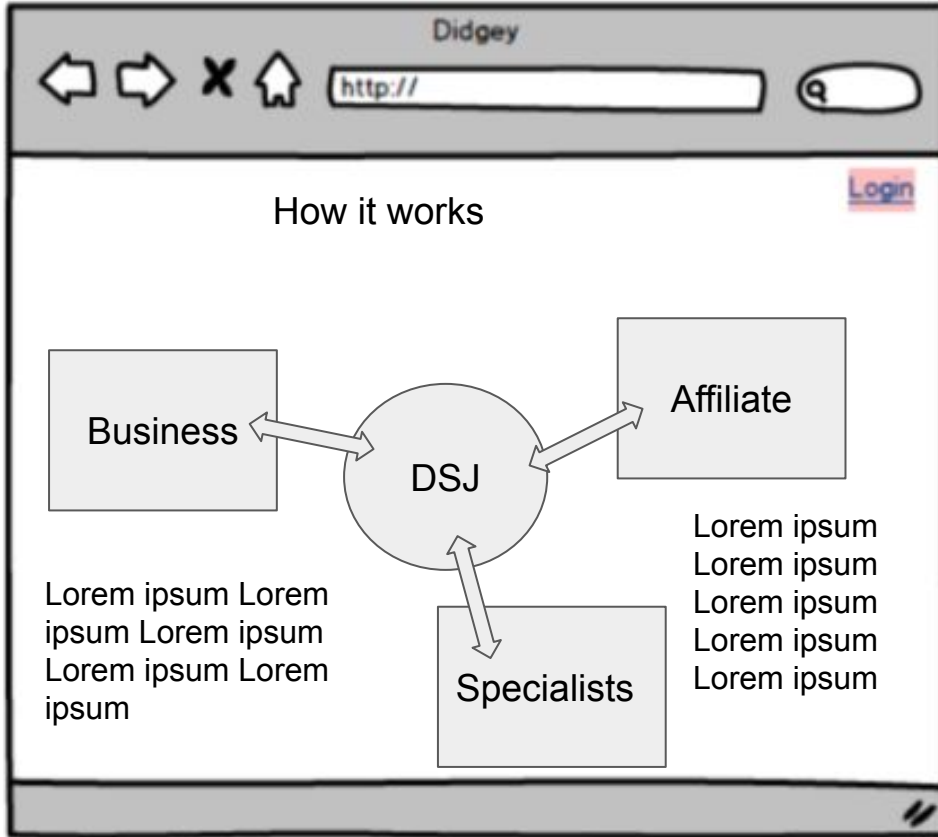 Didgey
http://
Login
How it works
Business
DSJ
Affiliate
Specialists
Lorem ipsum Lorem
ipsum Lorem ipsum
Lorem ipsum Lorem
ipsum
Lorem ipsum
Lorem ipsum
Lorem ipsum
Lorem ipsum
Lorem ipsum